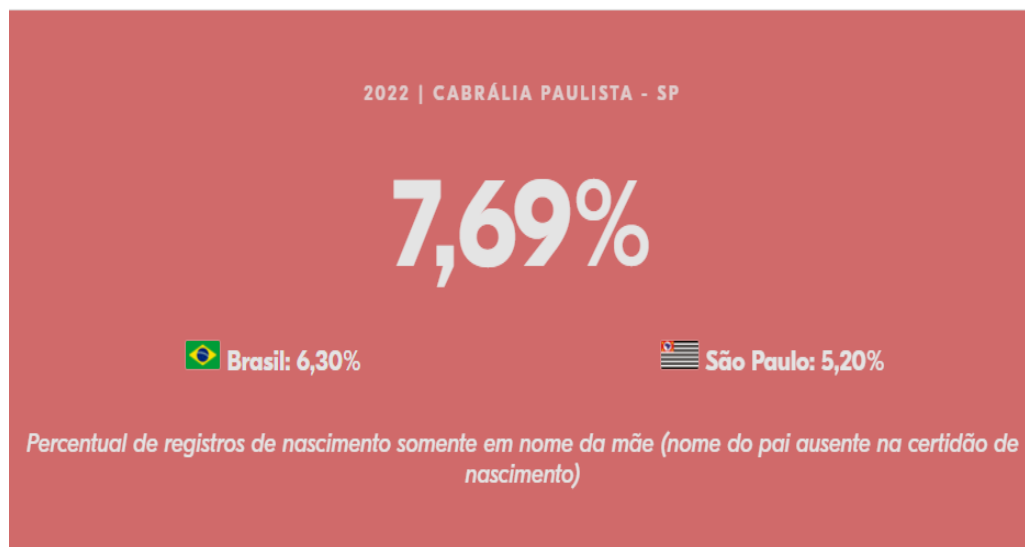 2022 | CABRÁLIA PAULISTA - SP
7,69%
Brasil: 6,30%
São Paulo: 5,20%
Percentual de registros de nascimento somente em nome da mãe (nome do pai ausente na certidão de
nascimento)